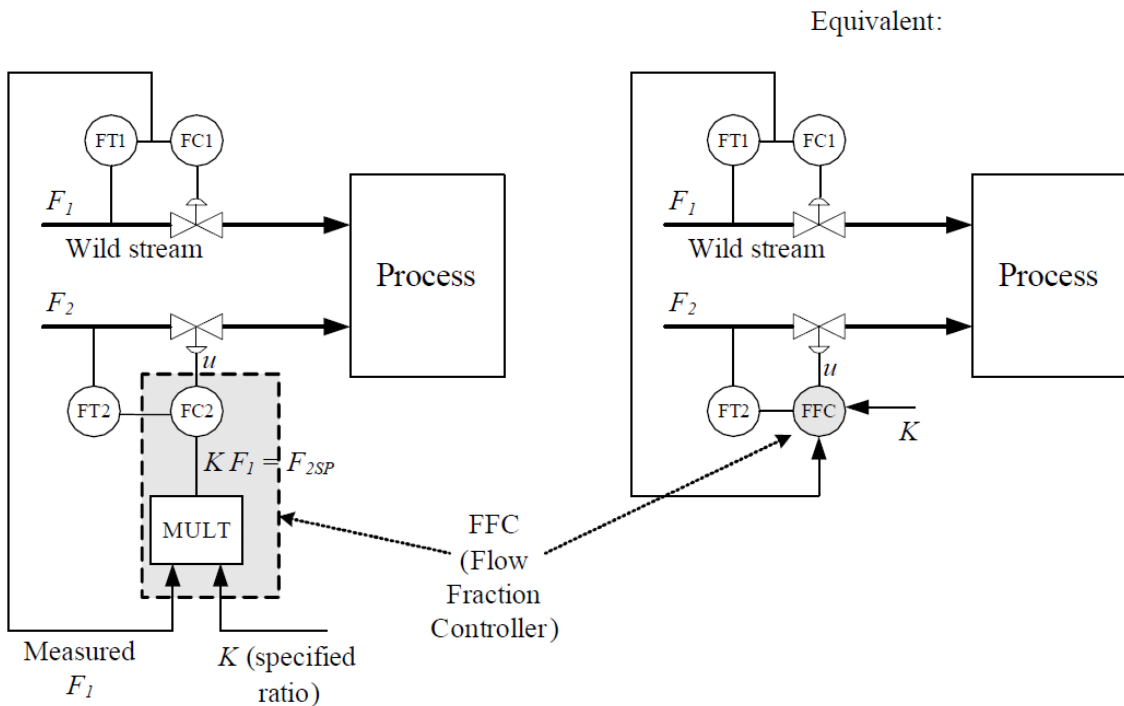 Equivalent:
FT1
FC1
F1
Wild stream
Process
F2
u
FT2
FC2
K F1 = F2SP
MULT
Measured
F1
K (specified
ratio)
FFC
(Flow
Fraction
Controller)
FT1
FC1
F1
Wild stream
Process
F2
u
FT2
FFC
K